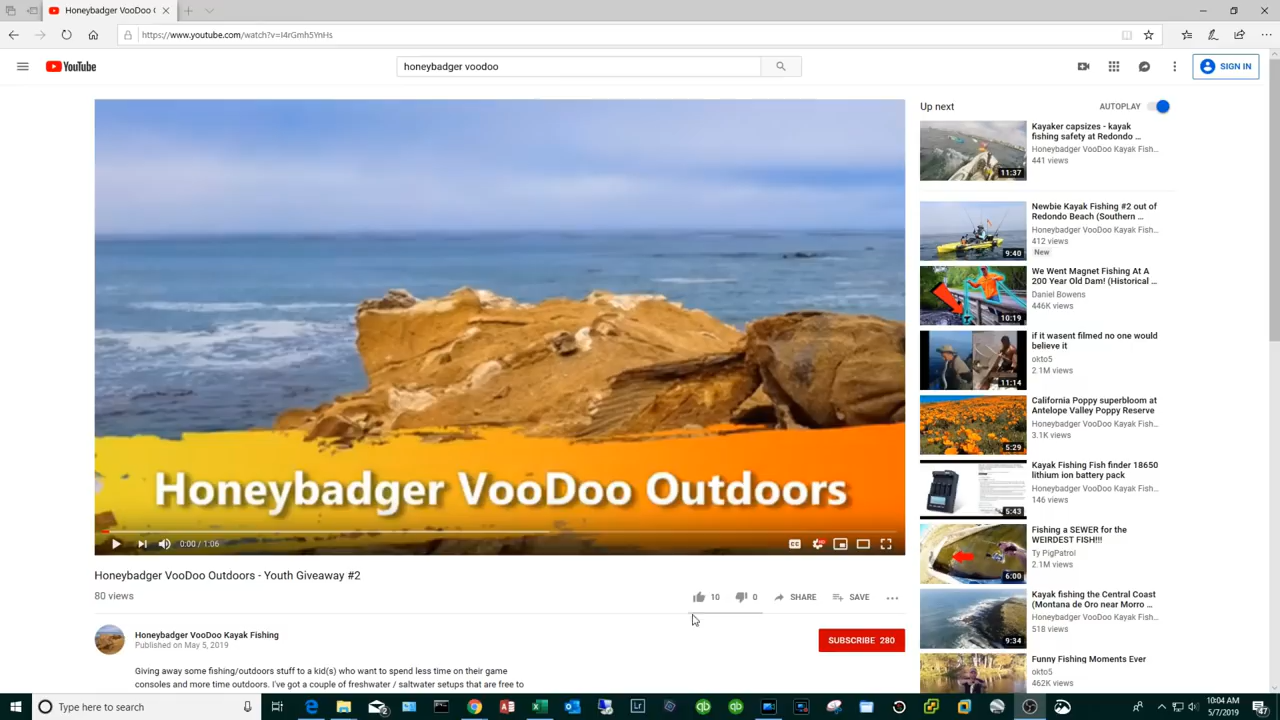 Honeybadger VooDoo O
https://www.youtube.com/watch?v=I4rGmh5YnHs
YouTube
honeybadger voodoo
SIGN IN
Honeybadger VooDoo Outdoors
0:00 / 1:06
CC
Honeybadger VooDoo Outdoors - Youth Giveaway #2
80 views
10
0
SHARE
SAVE
Honeybadger VooDoo Kayak Fishing
Published on May 5, 2019
SUBSCRIBE 280
Giving away some fishing/outdoors stuff to a kid(s) who want to spend less time on their game
consoles and more time outdoors. I've got a couple of freshwater / saltwater setups that are free to
Up next
AUTOPLAY
Kayaker capsizes - kayak
fishing safety at Redondo ...
Honeybadger VooDoo Kayak Fish...
441 views
11:37
Newbie Kayak Fishing #2 out of
Redondo Beach (Southern ...
Honeybadger VooDoo Kayak Fish...
412 views
New
9:40
We Went Magnet Fishing At A
200 Year Old Dam! (Historical ...
Daniel Bowens
446K views
10:19
if it wasent filmed no one would
believe it
okto5
2.1M views
11:14
California Poppy superbloom at
Antelope Valley Poppy Reserve
Honeybadger VooDoo Kayak Fish...
3.1K views
5:29
Kayak Fishing Fish finder 18650
lithium ion battery pack
Honeybadger VooDoo Kayak Fish...
146 views
5:43
Fishing a SEWER for the
WEIRDEST FISH!!!
Ty PigPatrol
2.1M views
6:00
Kayak fishing the Central Coast
(Montana de Oro near Morro ...
Honeybadger VooDoo Kayak Fish...
518 views
9:34
Funny Fishing Moments Ever
okto5
462K views
Type here to search
10:04 AM
5/7/2019